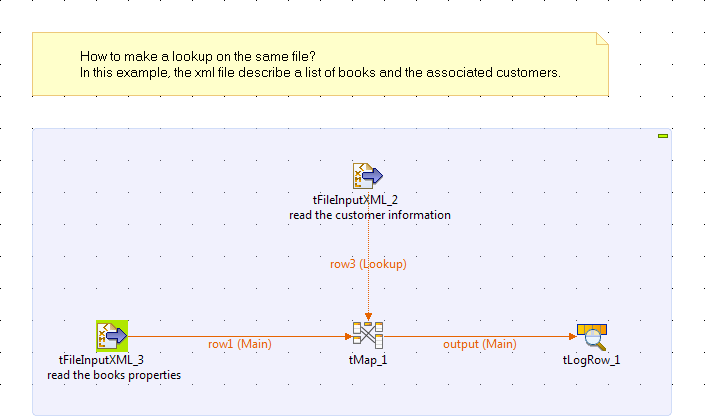 How to make a lookup on the same file?
In this example, the xml file describe a list of books and the associated customers.
tFileInputXML_2
read the customer information
row3 (Lookup)
row1 (Main)
output (Main)
tFileInputXML_3
read the books properties
tMap_1
tLogRow_1